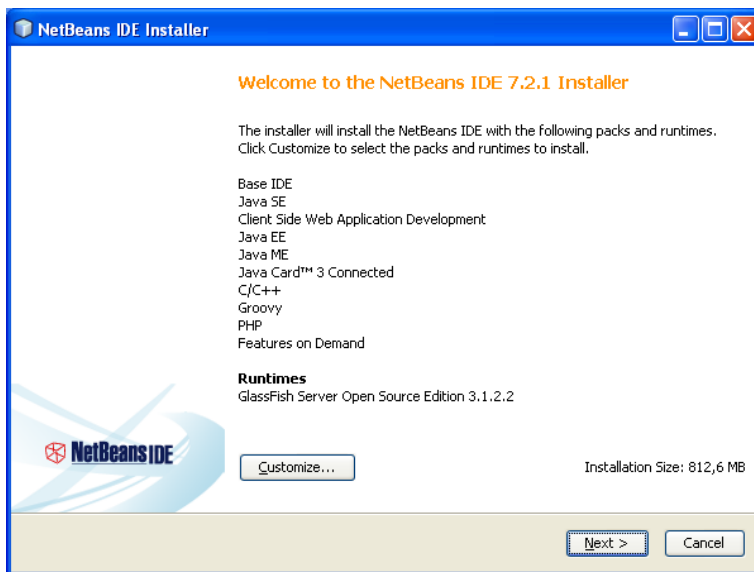 NetBeans IDE Installer
Welcome to the NetBeans IDE 7.2.1 Installer
The installer will install the NetBeans IDE with the following packs and runtimes.
Click Customize to select the packs and runtimes to install.
Base IDE
Java SE
Client Side Web Application Development
Java EE
Java ME
Java Card™ 3 Connected
C/C++
Groovy
PHP
Features on Demand
Runtimes
GlassFish Server Open Source Edition 3.1.2.2
NetBeans IDE
Customize...
Installation Size: 812,6 MB
Next >
Cancel